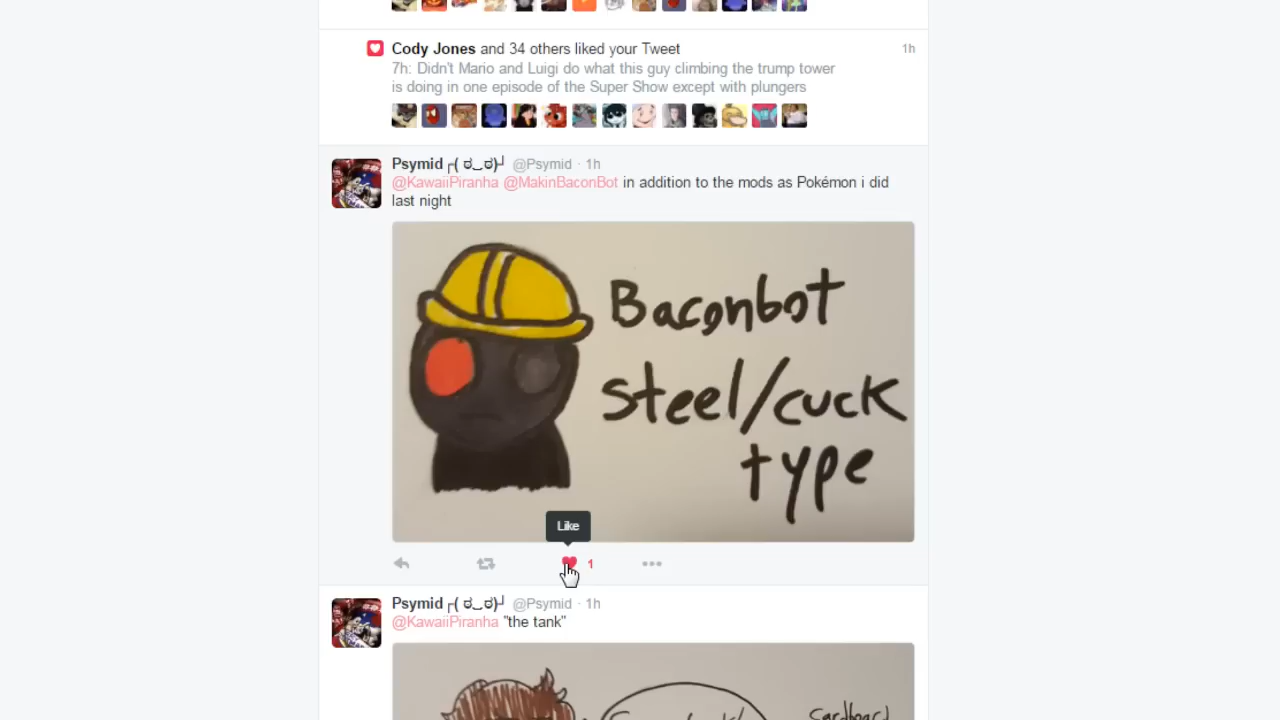 Cody Jones and 34 others liked your Tweet
1h
7h: Didn't Mario and Luigi do what this guy climbing the trump tower
is doing in one episode of the Super Show except with plungers
Psymid ┌( ಠ‿ಠ)┘ @Psymid · 1h
@KawaiiPiranha @MakinBaconBot in addition to the mods as Pokémon i did
last night
Baconbot
steel/cuck
type
Like
1
Psymid ┌( ಠ‿ಠ)┘ @Psymid · 1h
@KawaiiPiranha "the tank"
cardboard